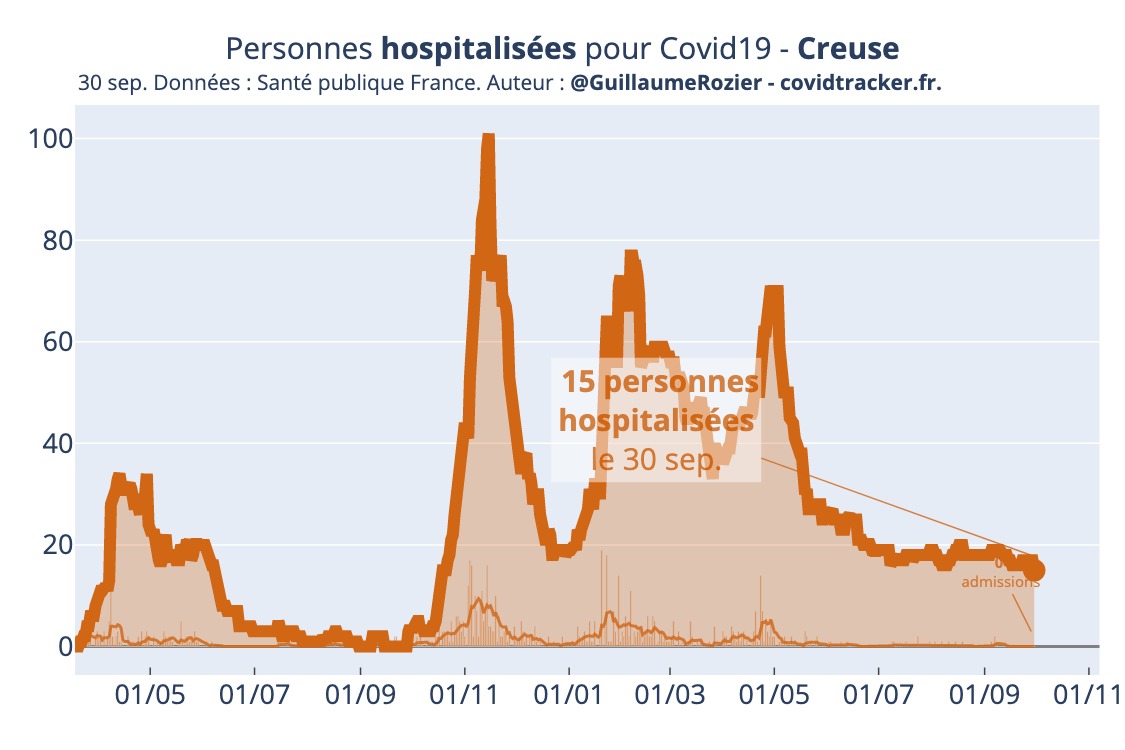 Personnes hospitalisées pour Covid19 - Creuse
30 sep. Données : Santé publique France. Auteur : @GuillaumeRozier - covidtracker.fr.
100
80
60
40
20
0
15 personnes
hospitalisées
le 30 sep.
admissions
01/05 01/07 01/09 01/11 01/01 01/03 01/05 01/07 01/09 01/11